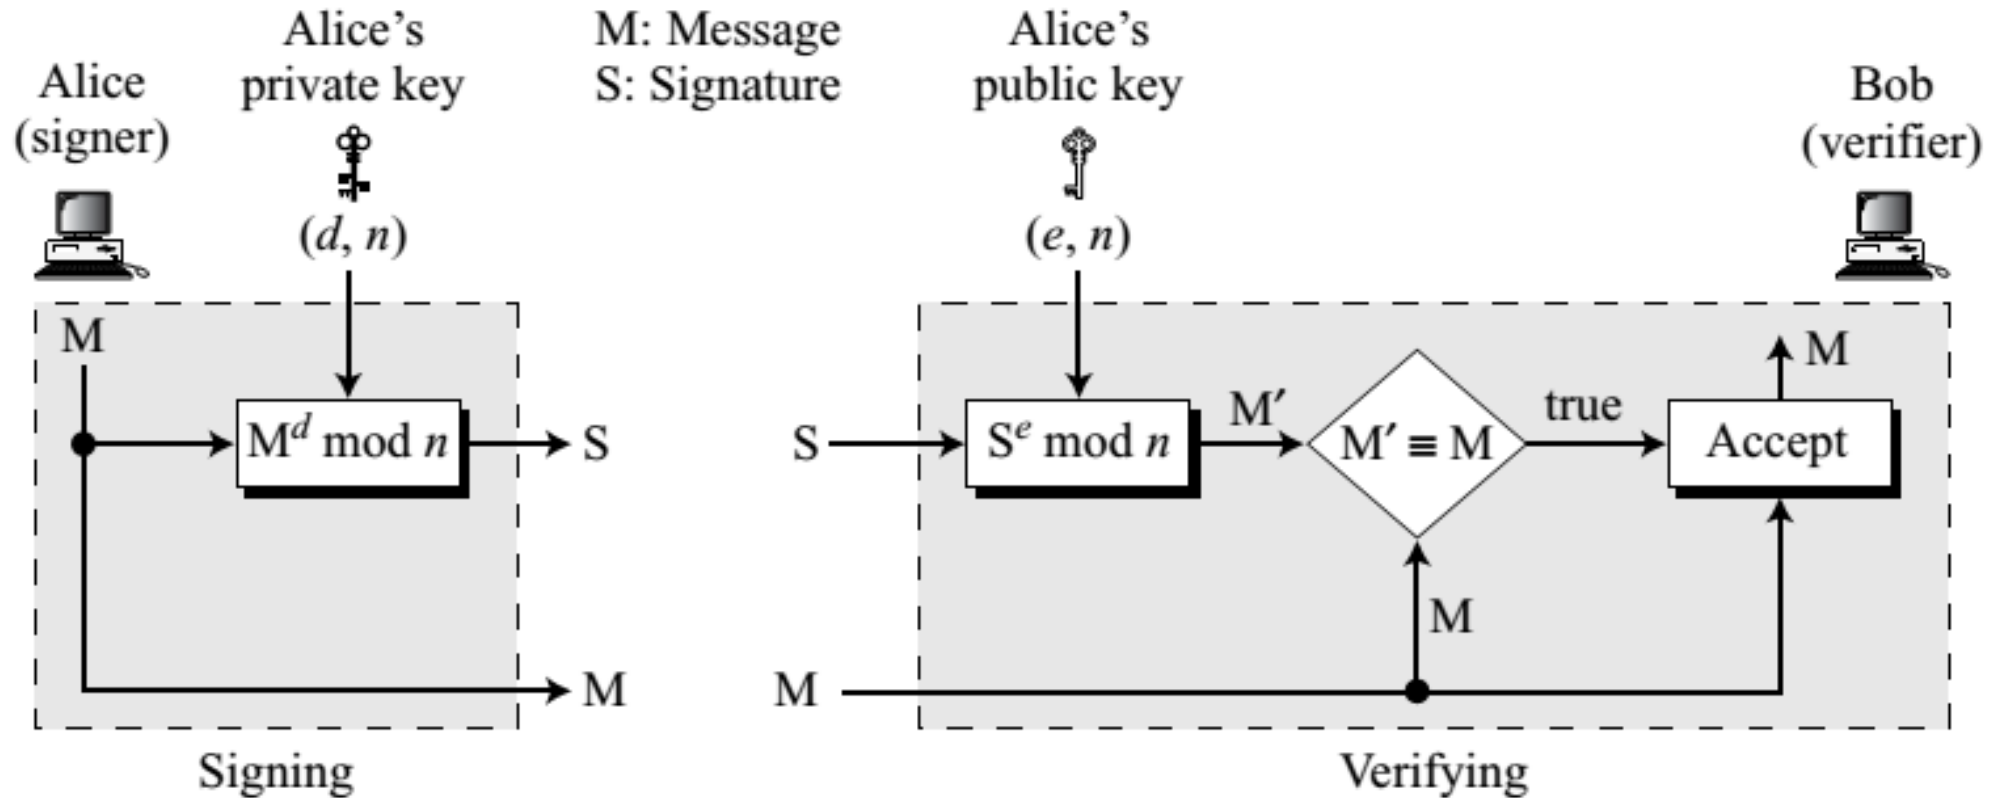 Alice
(signer)
Alice’s
private key
(d, n)
M: Message
S: Signature
Alice’s
public key
(e, n)
Bob
(verifier)
M
Mᵈ mod n
S
M
Signing
S
Sᵉ mod n
M′
M′ ≡ M
true
Accept
M
M
M
Verifying